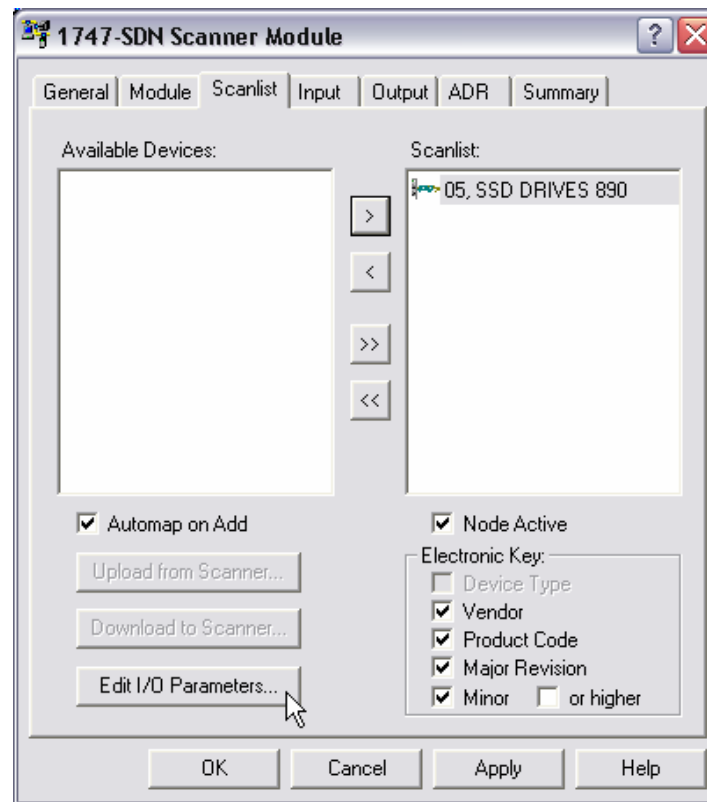 1747-SDN Scanner Module
General Module Scanlist Input Output ADR Summary
Available Devices:
Scanlist:
05, SSD DRIVES 890
>
<
>>
<<
Automap on Add
Node Active
Upload from Scanner...
Download to Scanner...
Edit I/O Parameters...
Electronic Key:
Device Type
Vendor
Product Code
Major Revision
Minor or higher
OK Cancel Apply Help